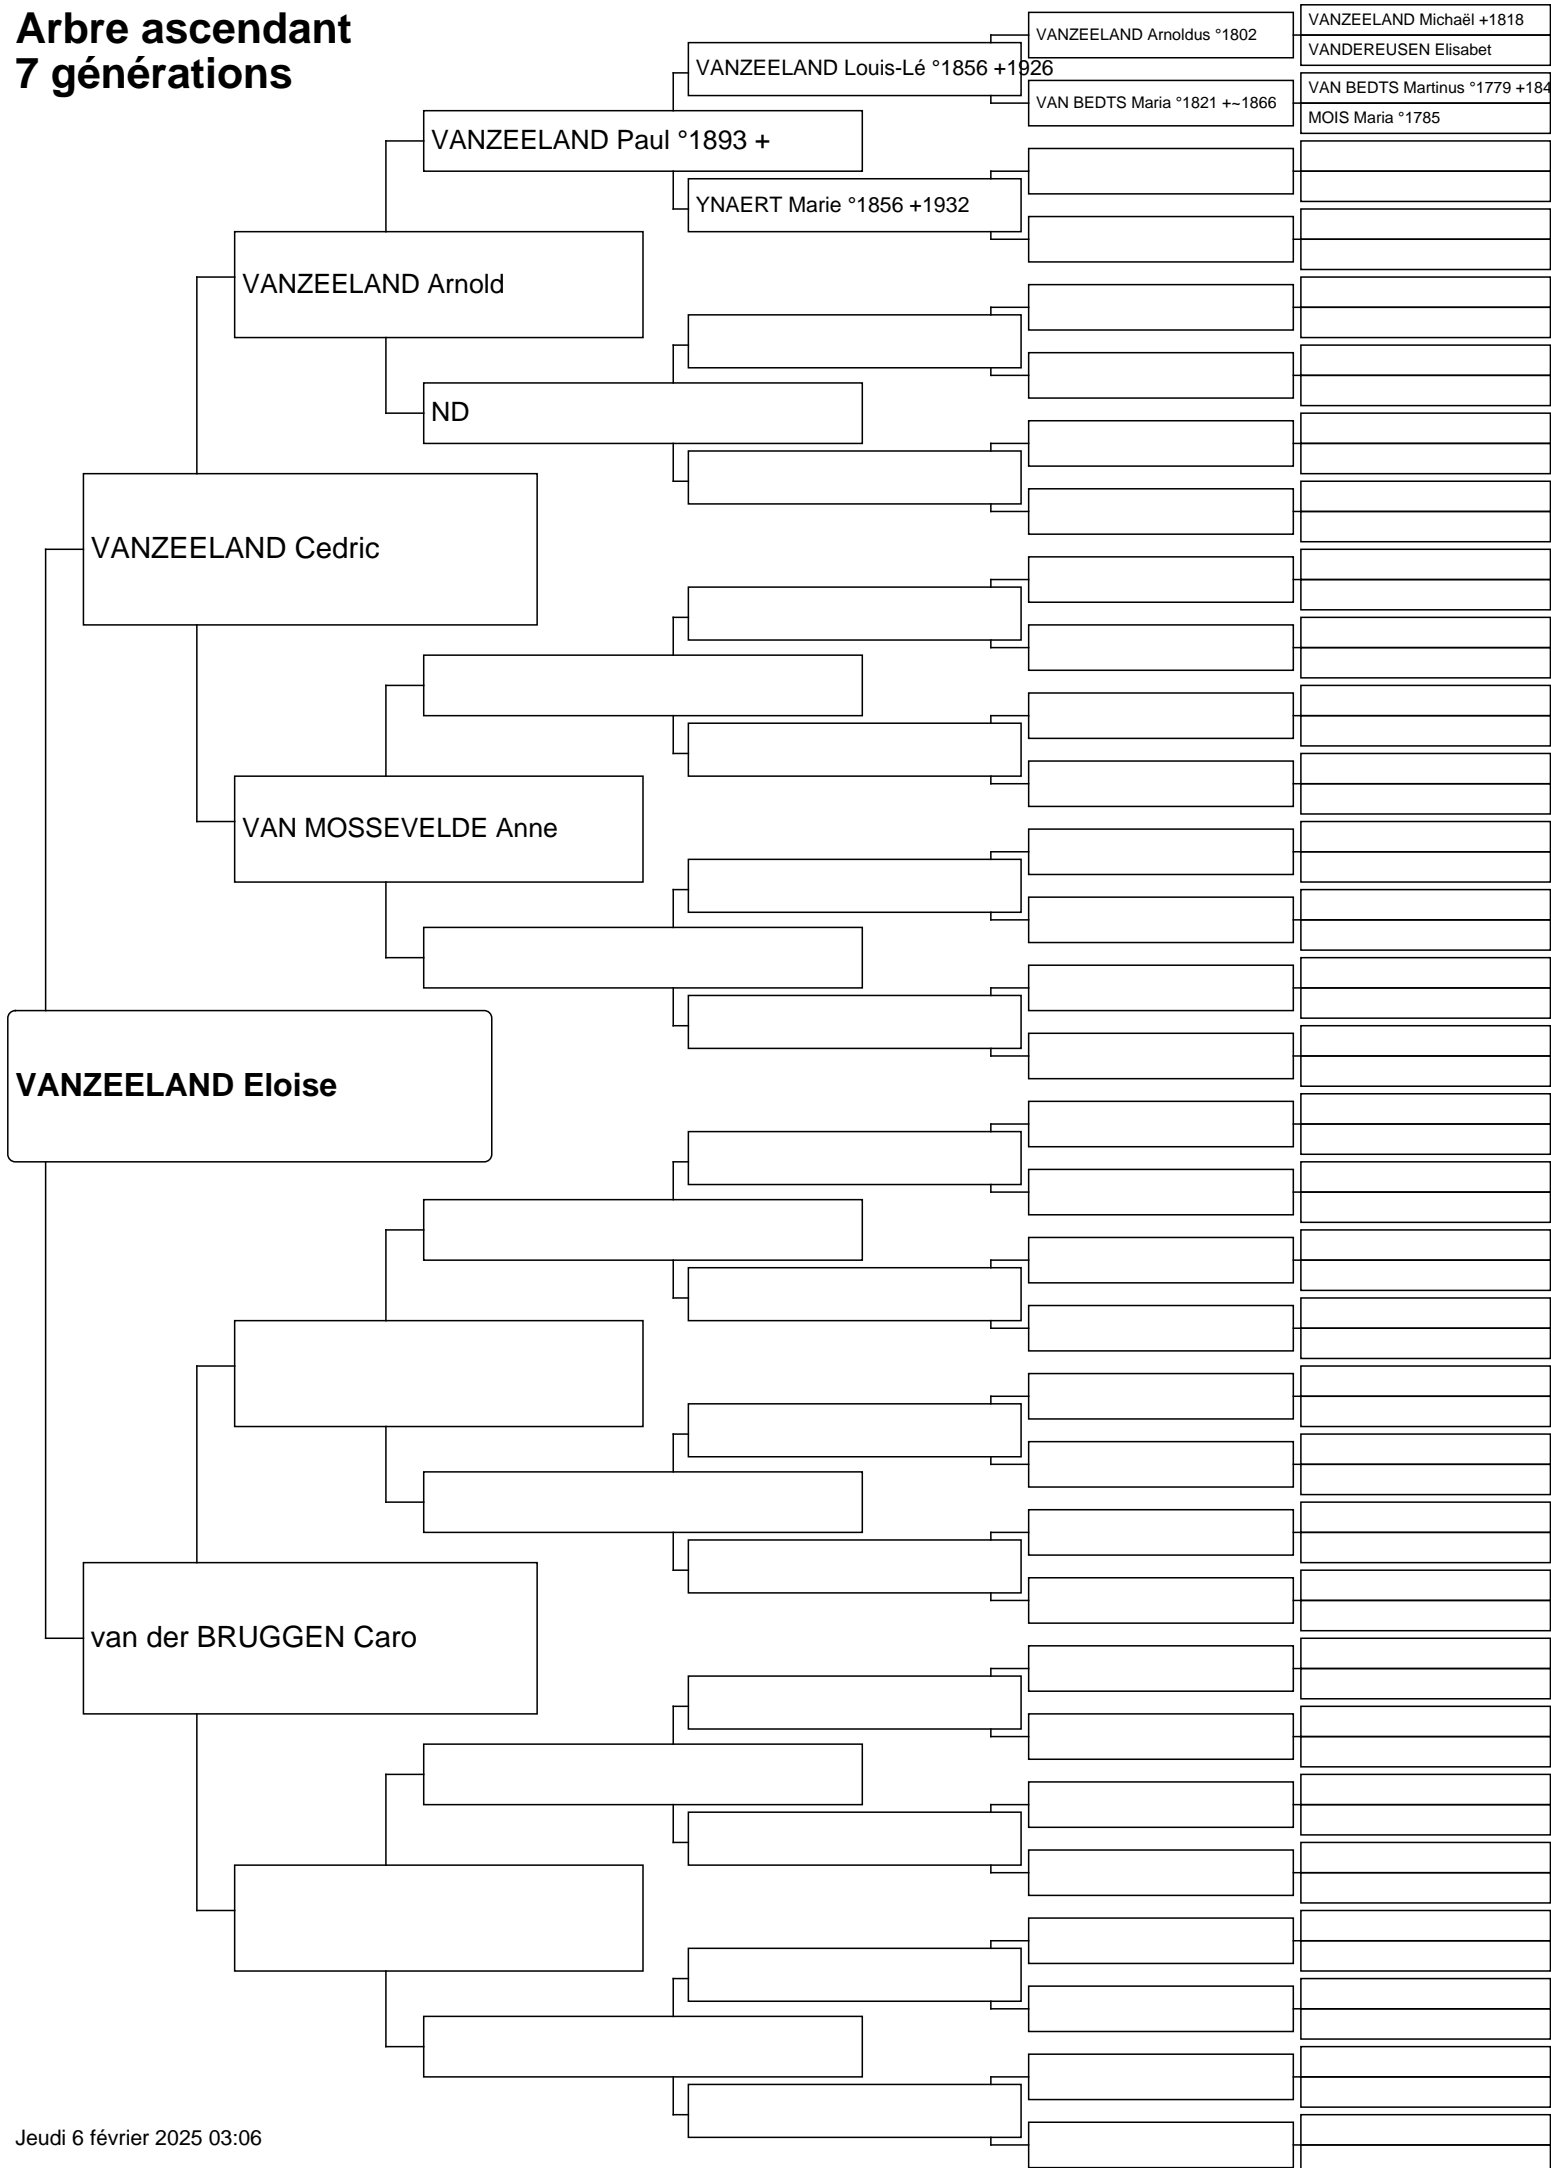 Arbre ascendant
7 générations
VANZEELAND Arnoldus °1802
VANZEELAND Michaël +1818
VANDEREUSEN Elisabet
VANZEELAND Louis-Lé °1856 +1926
VAN BEDTS Maria °1821 +~1866
VAN BEDTS Martinus °1779 +184
MOIS Maria °1785
VANZEELAND Paul °1893 +
YNAERT Marie °1856 +1932
VANZEELAND Arnold
ND
VANZEELAND Cedric
VAN MOSSEVELDE Anne
VANZEELAND Eloise
van der BRUGGEN Caro
Jeudi 6 février 2025 03:06